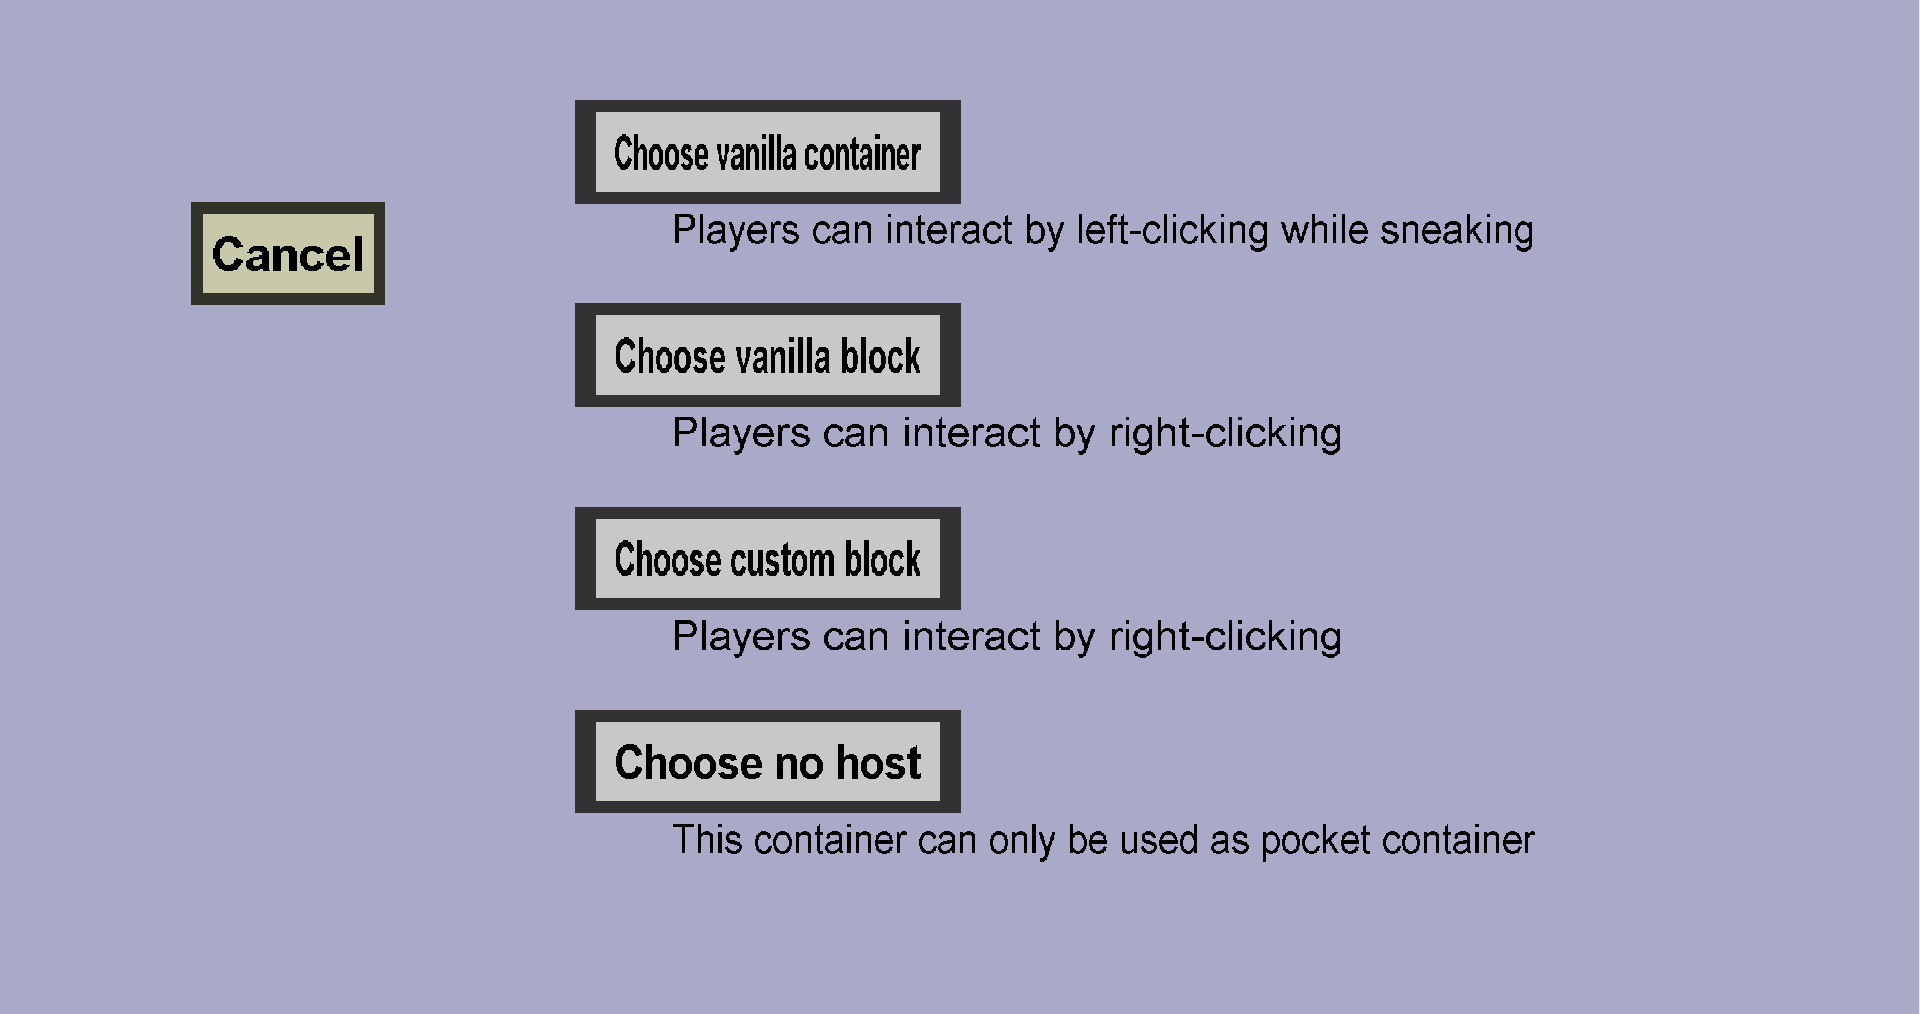 Cancel
Choose vanilla container
Players can interact by left-clicking while sneaking
Choose vanilla block
Players can interact by right-clicking
Choose custom block
Players can interact by right-clicking
Choose no host
This container can only be used as pocket container